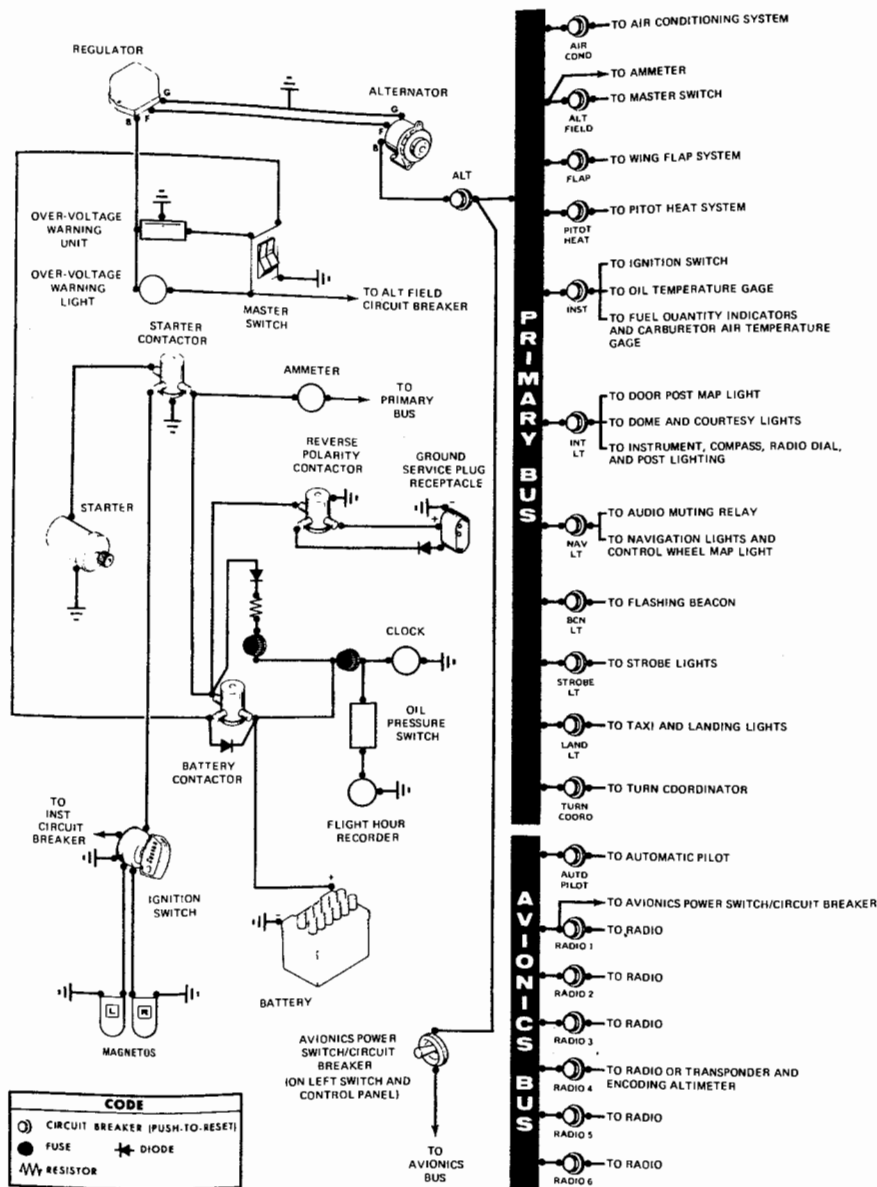 REGULATOR
G
F
B
ALTERNATOR
G
F
B
ALT
OVER-VOLTAGE
WARNING
UNIT
OVER-VOLTAGE
WARNING
LIGHT
MASTER
SWITCH
TO ALT FIELD
CIRCUIT BREAKER
STARTER
CONTACTOR
AMMETER
TO
PRIMARY
BUS
REVERSE
POLARITY
CONTACTOR
GROUND
SERVICE PLUG
RECEPTACLE
-
+
STARTER
CLOCK
OIL
PRESSURE
SWITCH
BATTERY
CONTACTOR
FLIGHT HOUR
RECORDER
TO
INST
CIRCUIT
BREAKER
IGNITION
SWITCH
+
-
BATTERY
L
R
MAGNETOS
AVIONICS POWER
SWITCH/CIRCUIT
BREAKER
(ON LEFT SWITCH AND
CONTROL PANEL)
TO
AVIONICS
BUS
CODE
CIRCUIT BREAKER (PUSH-TO-RESET)
FUSE
DIODE
RESISTOR
PRIMARY BUS
AIR
COND
TO AIR CONDITIONING SYSTEM
TO AMMETER
ALT
FIELD
TO MASTER SWITCH
FLAP
TO WING FLAP SYSTEM
PITOT
HEAT
TO PITOT HEAT SYSTEM
INST
TO IGNITION SWITCH
TO OIL TEMPERATURE GAGE
TO FUEL QUANTITY INDICATORS
AND CARBURETOR AIR TEMPERATURE
GAGE
INT
LT
TO DOOR POST MAP LIGHT
TO DOME AND COURTESY LIGHTS
TO INSTRUMENT, COMPASS, RADIO DIAL,
AND POST LIGHTING
NAV
LT
TO AUDIO MUTING RELAY
TO NAVIGATION LIGHTS AND
CONTROL WHEEL MAP LIGHT
BCN
LT
TO FLASHING BEACON
STROBE
LT
TO STROBE LIGHTS
LAND
LT
TO TAXI AND LANDING LIGHTS
TURN
COORD
TO TURN COORDINATOR
AVIONICS BUS
AUTO
PILOT
TO AUTOMATIC PILOT
TO AVIONICS POWER SWITCH/CIRCUIT BREAKER
RADIO 1
TO RADIO
RADIO 2
TO RADIO
RADIO 3
TO RADIO
RADIO 4
TO RADIO OR TRANSPONDER AND
ENCODING ALTIMETER
RADIO 5
TO RADIO
RADIO 6
TO RADIO